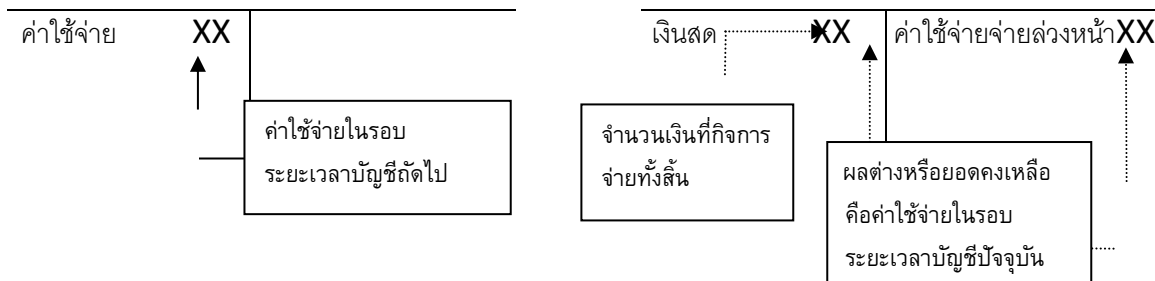 ค่าใช้จ่าย XX
ค่าใช้จ่ายในรอบ
ระยะเวลาบัญชีถัดไป
เงินสด XX ค่าใช้จ่ายจ่ายล่วงหน้า XX
จำนวนเงินที่กิจการ
จ่ายทั้งสิ้น
ผลต่างหรือยอดคงเหลือ
คือค่าใช้จ่ายในรอบ
ระยะเวลาบัญชีปัจจุบัน